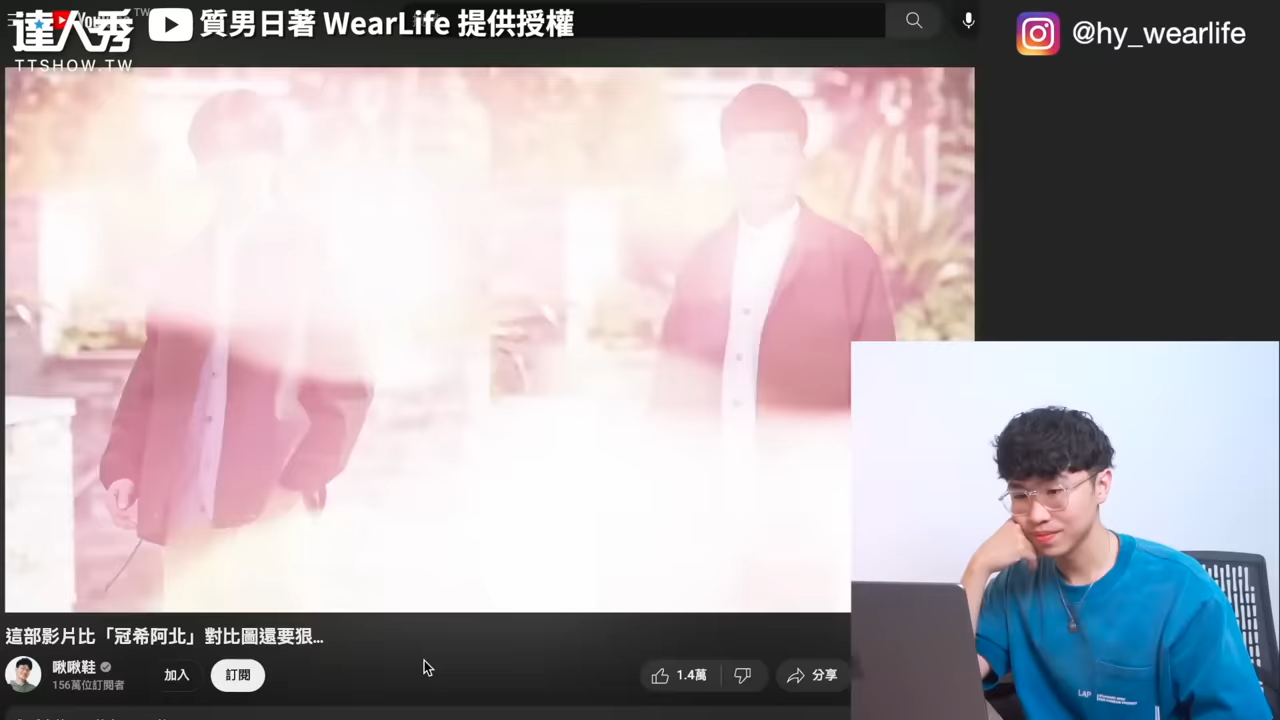 達人秀
TTSHOW.TW
質男日著 WearLife 提供授權
@hy_wearlife
TW
這部影片比「冠希阿北」對比圖還要狠...
啾啾鞋
156萬位訂閱者
加入
訂閱
1.4萬
分享
LAP